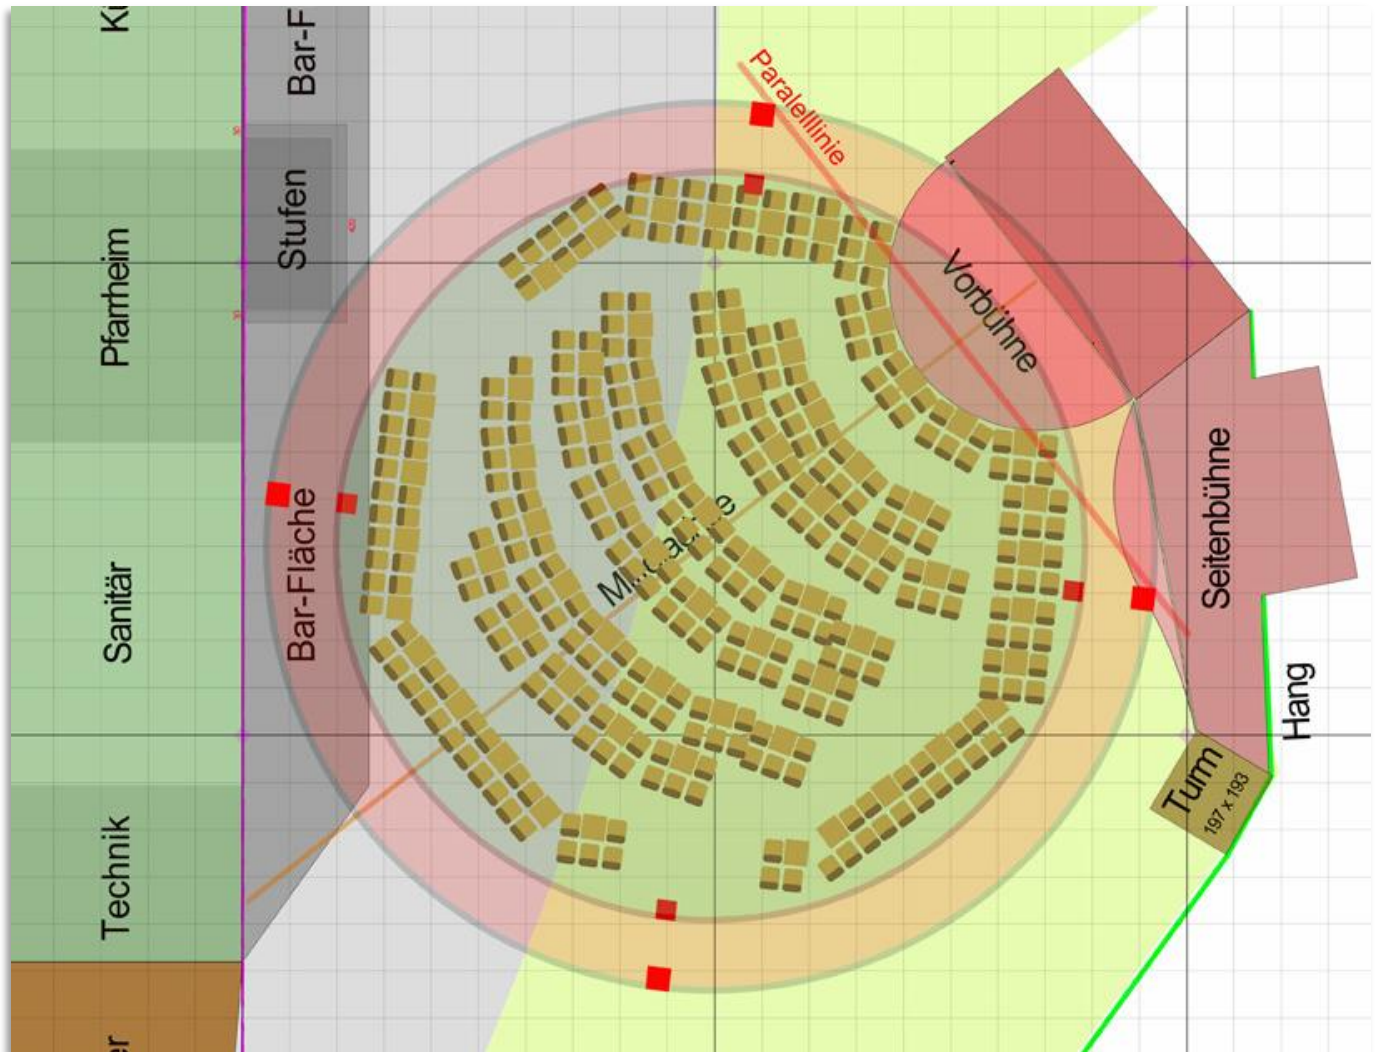 Bar-F
Stufen
Pfarrheim
Sanitär
Technik
Bar-Fläche
Paralelllinie
Vorbühne
Seitenbühne
Hang
Turm
197 x 193